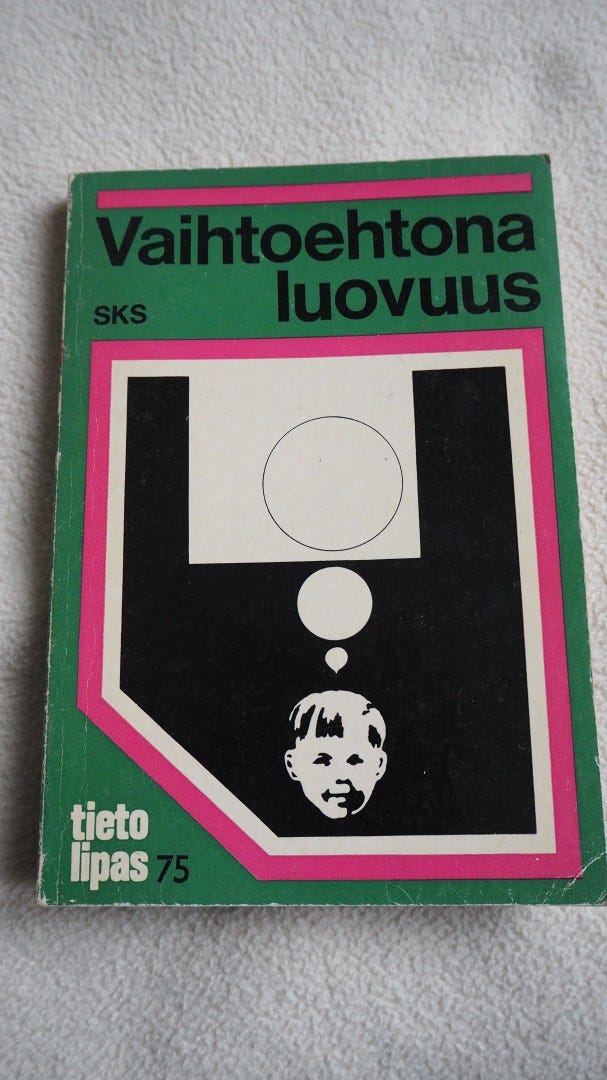 Vaihtoehtona
luovuus
SKS
tieto
lipas 75